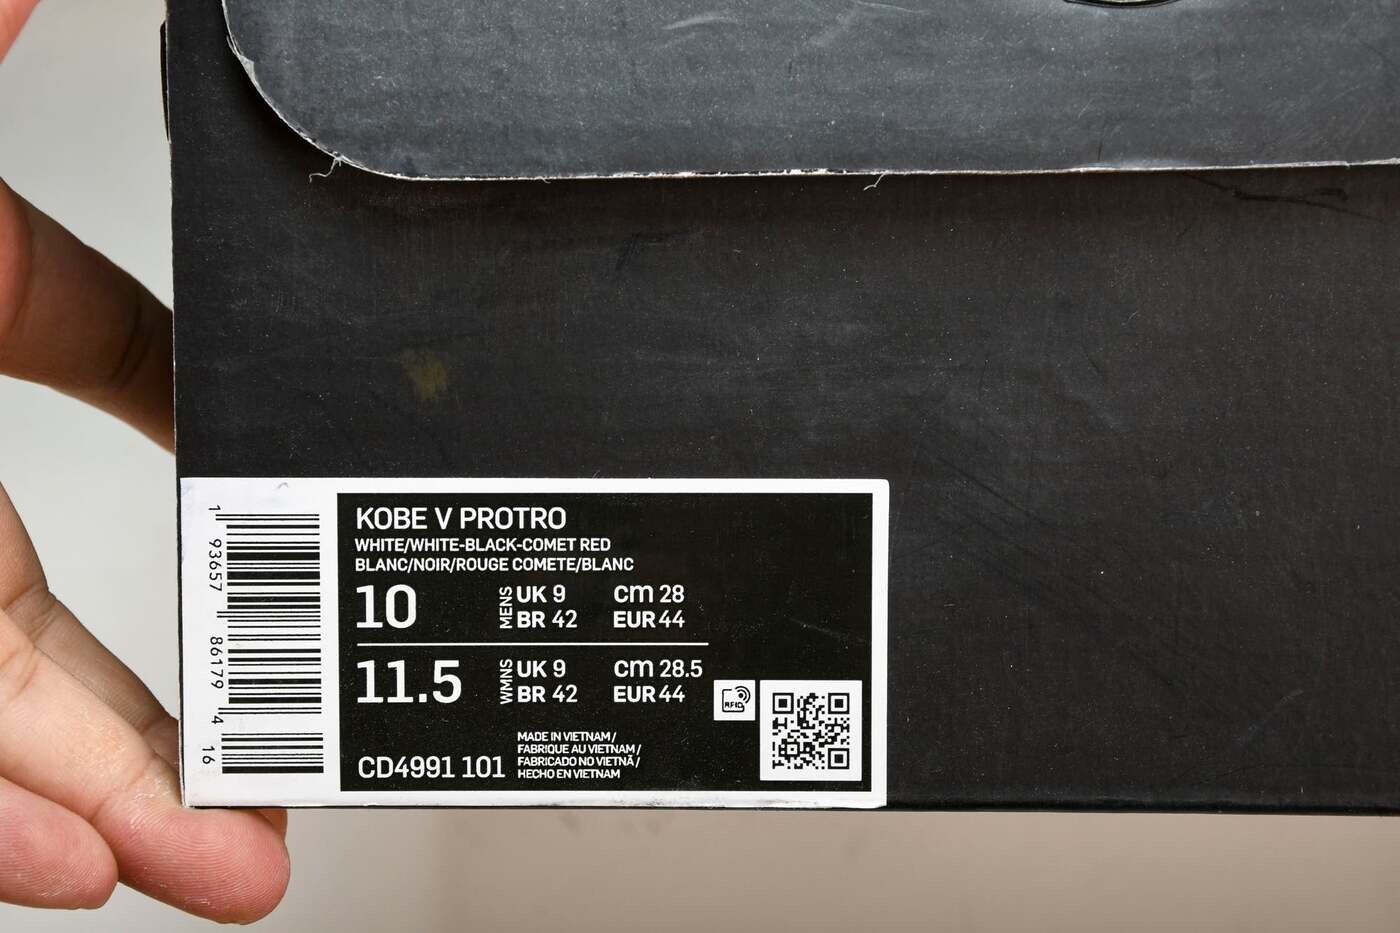 KOBE V PROTRO
WHITE/WHITE-BLACK-COMET RED
BLANC/NOIR/ROUGE COMETE/BLANC
10 MENS UK 9 cm 28
BR 42 EUR 44
11.5 WMNS UK 9 cm 28.5
BR 42 EUR 44
RFID
MADE IN VIETNAM /
FABRIQUE AU VIETNAM /
FABRICADO NO VIETNÃ /
HECHO EN VIETNAM
CD4991 101
1 93657 86179 4 16